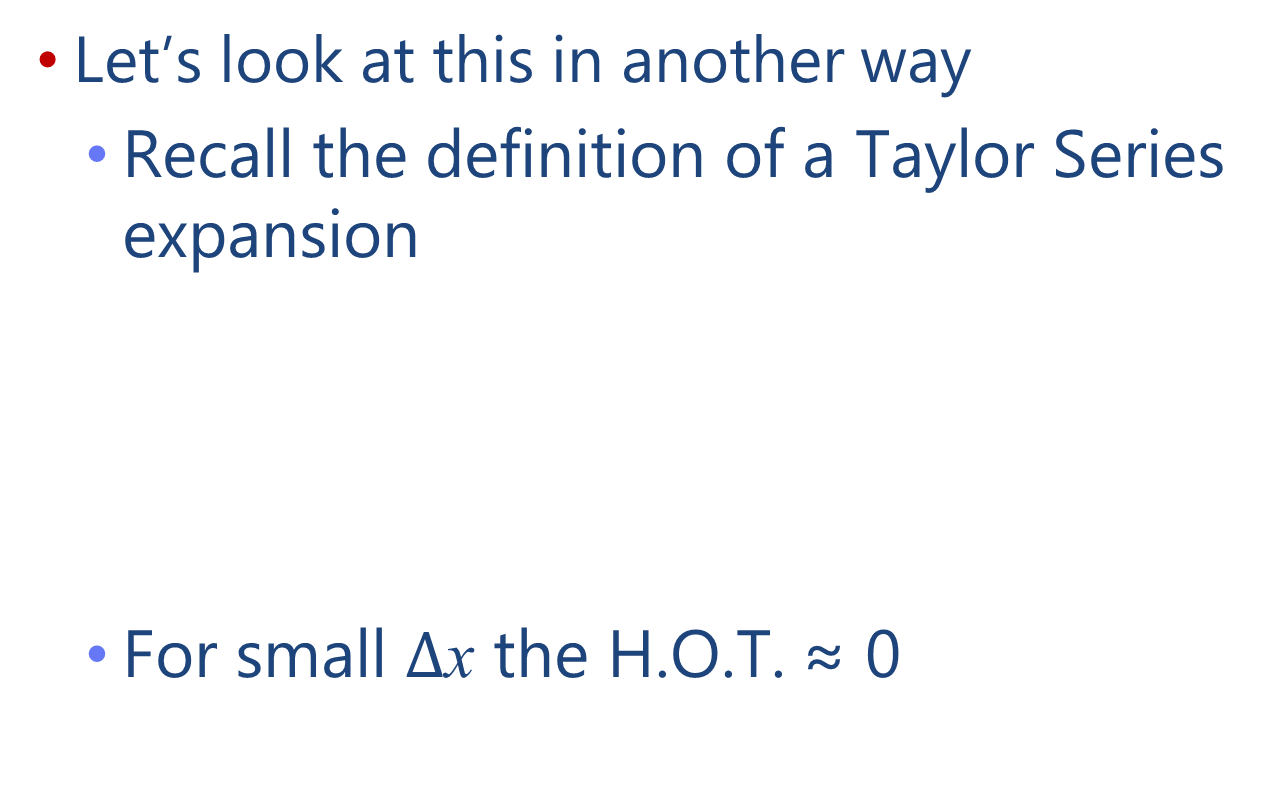 • Let’s look at this in another way
• Recall the definition of a Taylor Series
expansion
• For small Δx the H.O.T. ≈ 0